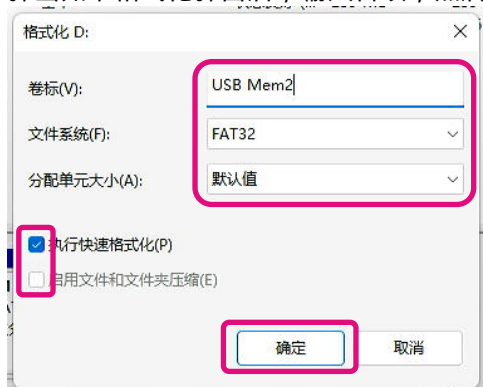 格式化 D:
卷标(V):
USB Mem2
文件系统(F):
FAT32
分配单元大小(A):
默认值
执行快速格式化(P)
启用文件和文件夹压缩(E)
确定
取消